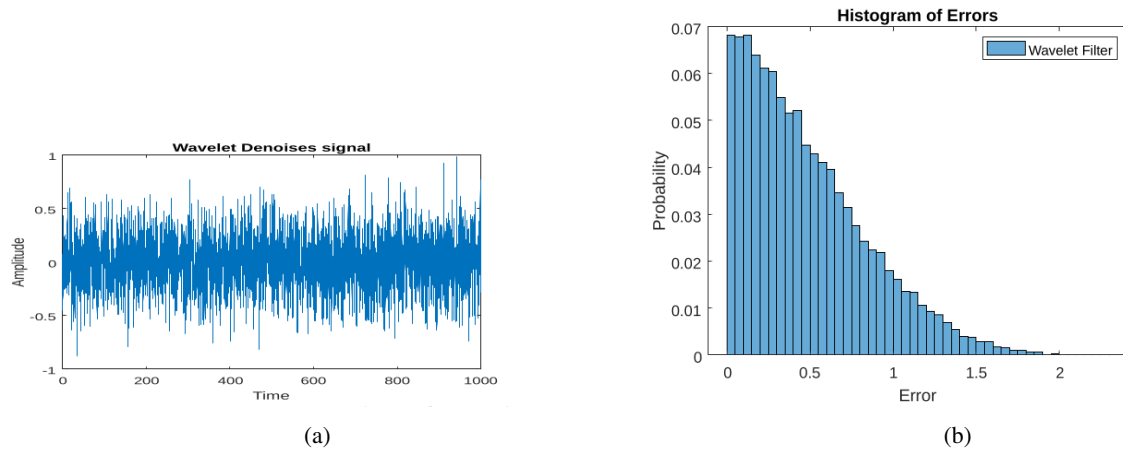 Wavelet Denoises signal
1
0.5
0
-0.5
-1
Amplitude
0 200 400 600 800 1000
Time
(a)
Histogram of Errors
Wavelet Filter
0.07
0.06
0.05
0.04
0.03
0.02
0.01
0
Probability
0 0.5 1 1.5 2
Error
(b)